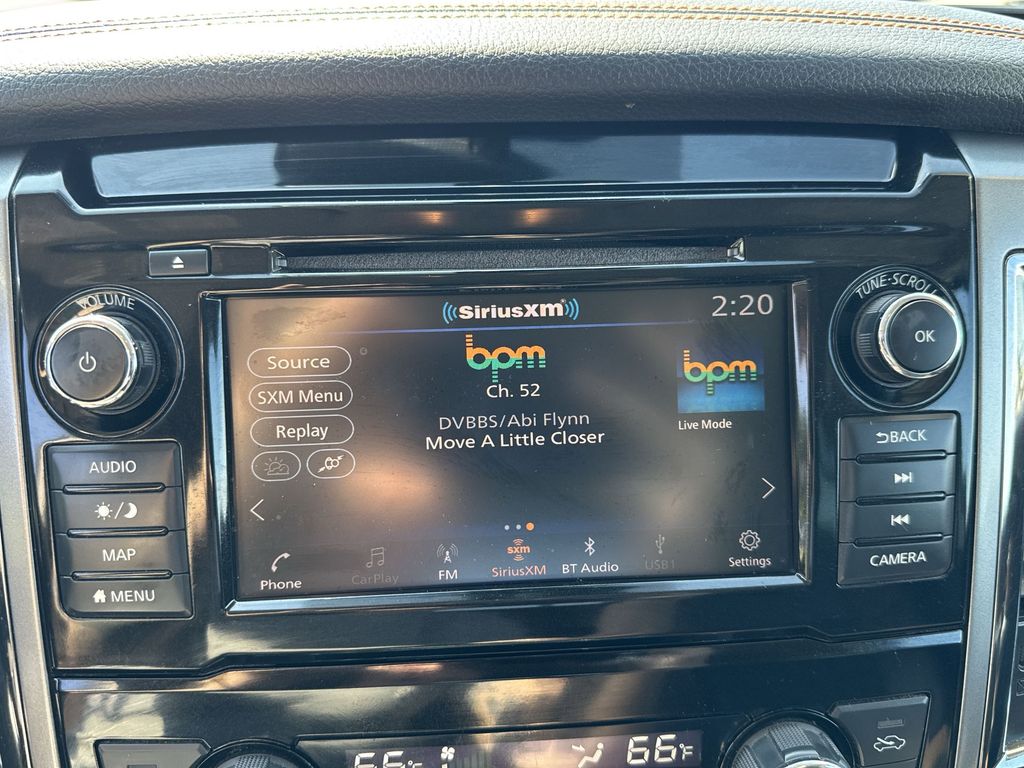 VOLUME
TUNE·SCROLL
OK
AUDIO
MAP
MENU
BACK
CAMERA
SiriusXM
2:20
Source
SXM Menu
Replay
bpm
Ch. 52
DVBBS/Abi Flynn
Move A Little Closer
bpm
Live Mode
Phone
CarPlay
FM
sxm
SiriusXM
BT Audio
USB1
Settings
66°F
66°F